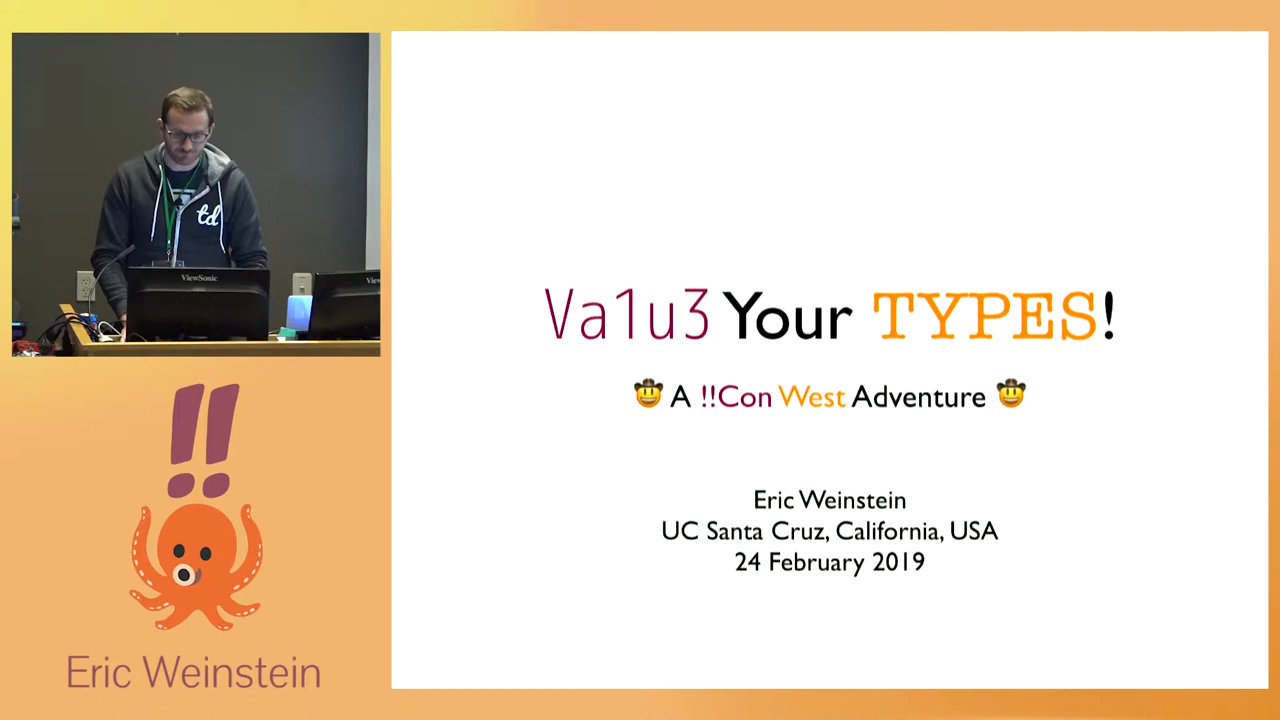 td
ViewSonic
Va1u3 Your TYPES!
🤠 A !!Con West Adventure 🤠
Eric Weinstein
UC Santa Cruz, California, USA
24 February 2019
!!
Eric Weinstein